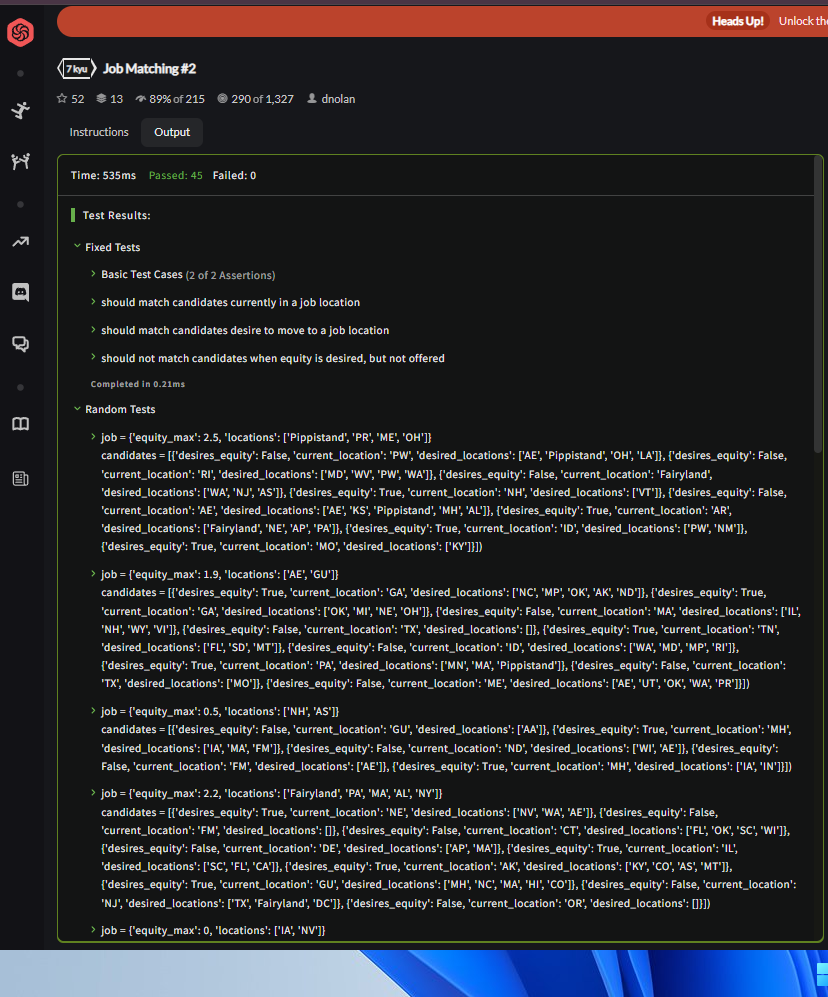 Heads Up! Unlock the
7 kyu Job Matching #2
52 13 89% of 215 290 of 1,327 dnolan
Instructions Output
Time: 535ms Passed: 45 Failed: 0
Test Results:
Fixed Tests
Basic Test Cases (2 of 2 Assertions)
should match candidates currently in a job location
should match candidates desire to move to a job location
should not match candidates when equity is desired, but not offered
Completed in 0.21ms
Random Tests
job = {'equity_max': 2.5, 'locations': ['Pippistand', 'PR', 'ME', 'OH']}
candidates = [[{'desires_equity': False, 'current_location': 'PW', 'desired_locations': ['AE', 'Pippistand', 'OH', 'LA']}, {'desires_equity': False,
'current_location': 'RI', 'desired_locations': ['MD', 'WV', 'PW', 'WA']}, {'desires_equity': False, 'current_location': 'Fairyland',
'desired_locations': ['WA', 'NJ', 'AS']}, {'desires_equity': True, 'current_location': 'NH', 'desired_locations': ['VT']}, {'desires_equity': False,
'current_location': 'AE', 'desired_locations': ['AE', 'KS', 'Pippistand', 'MH', 'AL']}, {'desires_equity': True, 'current_location': 'AR',
'desired_locations': ['Fairyland', 'NE', 'AP', 'PA']}, {'desires_equity': True, 'current_location': 'ID', 'desired_locations': ['PW', 'NM']},
{'desires_equity': True, 'current_location': 'MO', 'desired_locations': ['KY']}]])
job = {'equity_max': 1.9, 'locations': ['AE', 'GU']}
candidates = [[{'desires_equity': True, 'current_location': 'GA', 'desired_locations': ['NC', 'MP', 'OK', 'AK', 'ND']}, {'desires_equity': True,
'current_location': 'GA', 'desired_locations': ['OK', 'MI', 'NE', 'OH']}, {'desires_equity': False, 'current_location': 'MA', 'desired_locations': ['IL',
'NH', 'WY', 'VI']}, {'desires_equity': False, 'current_location': 'TX', 'desired_locations': []}, {'desires_equity': True, 'current_location': 'TN',
'desired_locations': ['FL', 'SD', 'MT']}, {'desires_equity': False, 'current_location': 'ID', 'desired_locations': ['WA', 'MD', 'MP', 'RI']},
{'desires_equity': True, 'current_location': 'PA', 'desired_locations': ['MN', 'MA', 'Pippistand']}, {'desires_equity': False, 'current_location':
'TX', 'desired_locations': ['MO']}, {'desires_equity': False, 'current_location': 'ME', 'desired_locations': ['AE', 'UT', 'OK', 'WA', 'PR']}]])
job = {'equity_max': 0.5, 'locations': ['NH', 'AS']}
candidates = [[{'desires_equity': False, 'current_location': 'GU', 'desired_locations': ['AA']}, {'desires_equity': True, 'current_location': 'MH',
'desired_locations': ['IA', 'MA', 'FM']}, {'desires_equity': False, 'current_location': 'ND', 'desired_locations': ['WI', 'AE']}, {'desires_equity':
False, 'current_location': 'FM', 'desired_locations': ['AE']}, {'desires_equity': True, 'current_location': 'MH', 'desired_locations': ['IA', 'IN']}]])
job = {'equity_max': 2.2, 'locations': ['Fairyland', 'PA', 'MA', 'AL', 'NY']}
candidates = [[{'desires_equity': True, 'current_location': 'NE', 'desired_locations': ['NV', 'WA', 'AE']}, {'desires_equity': False,
'current_location': 'FM', 'desired_locations': []}, {'desires_equity': False, 'current_location': 'CT', 'desired_locations': ['FL', 'OK', 'SC', 'WI']},
{'desires_equity': False, 'current_location': 'DE', 'desired_locations': ['AP', 'MA']}, {'desires_equity': True, 'current_location': 'IL',
'desired_locations': ['SC', 'FL', 'CA']}, {'desires_equity': True, 'current_location': 'AK', 'desired_locations': ['KY', 'CO', 'AS', 'MT']},
{'desires_equity': True, 'current_location': 'GU', 'desired_locations': ['MH', 'NC', 'MA', 'HI', 'CO']}, {'desires_equity': False, 'current_location':
'NJ', 'desired_locations': ['TX', 'Fairyland', 'DC']}, {'desires_equity': False, 'current_location': 'OR', 'desired_locations': []}]])
job = {'equity_max': 0, 'locations': ['IA', 'NV']}